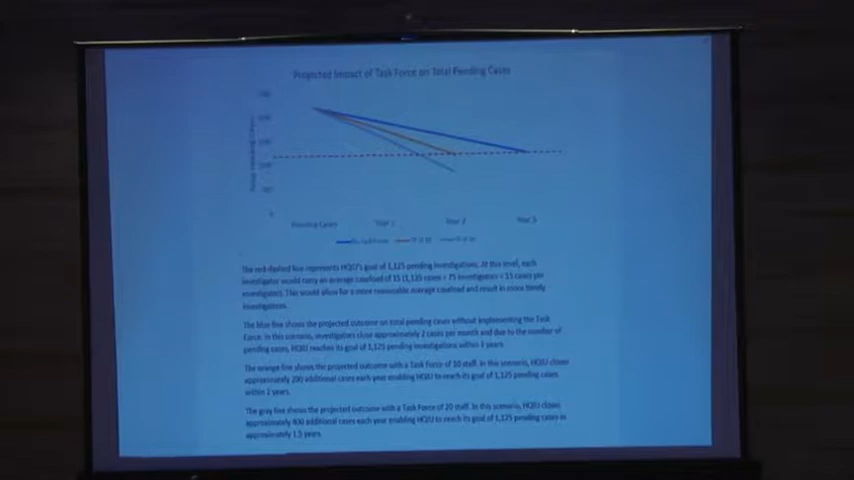 Projected Impact of Task Force on Total Pending Cases
Pending Cases
Year 1
Year 2
Year 3
The red-dashed line represents HQIU's goal of 1,125 pending investigations. At this level, each
investigator would carry an average caseload of 15 (1,125 cases ÷ 75 investigators = 15 cases per
investigator). This would allow for a more reasonable average caseload and result in more timely
investigations.
The blue line shows the projected outcome on total pending cases without implementing the Task
Force. In this scenario, investigators close approximately 2 cases per month and due to the number of
pending cases, HQIU reaches its goal of 1,125 pending investigations within 3 years.
The orange line shows the projected outcome with a Task Force of 10 staff. In this scenario, HQIU closes
approximately 200 additional cases each year enabling HQIU to reach its goal of 1,125 pending cases
within 2 years.
The gray line shows the projected outcome with a Task Force of 20 staff. In this scenario, HQIU closes
approximately 400 additional cases each year enabling HQIU to reach its goal of 1,125 pending cases in
approximately 1.5 years.